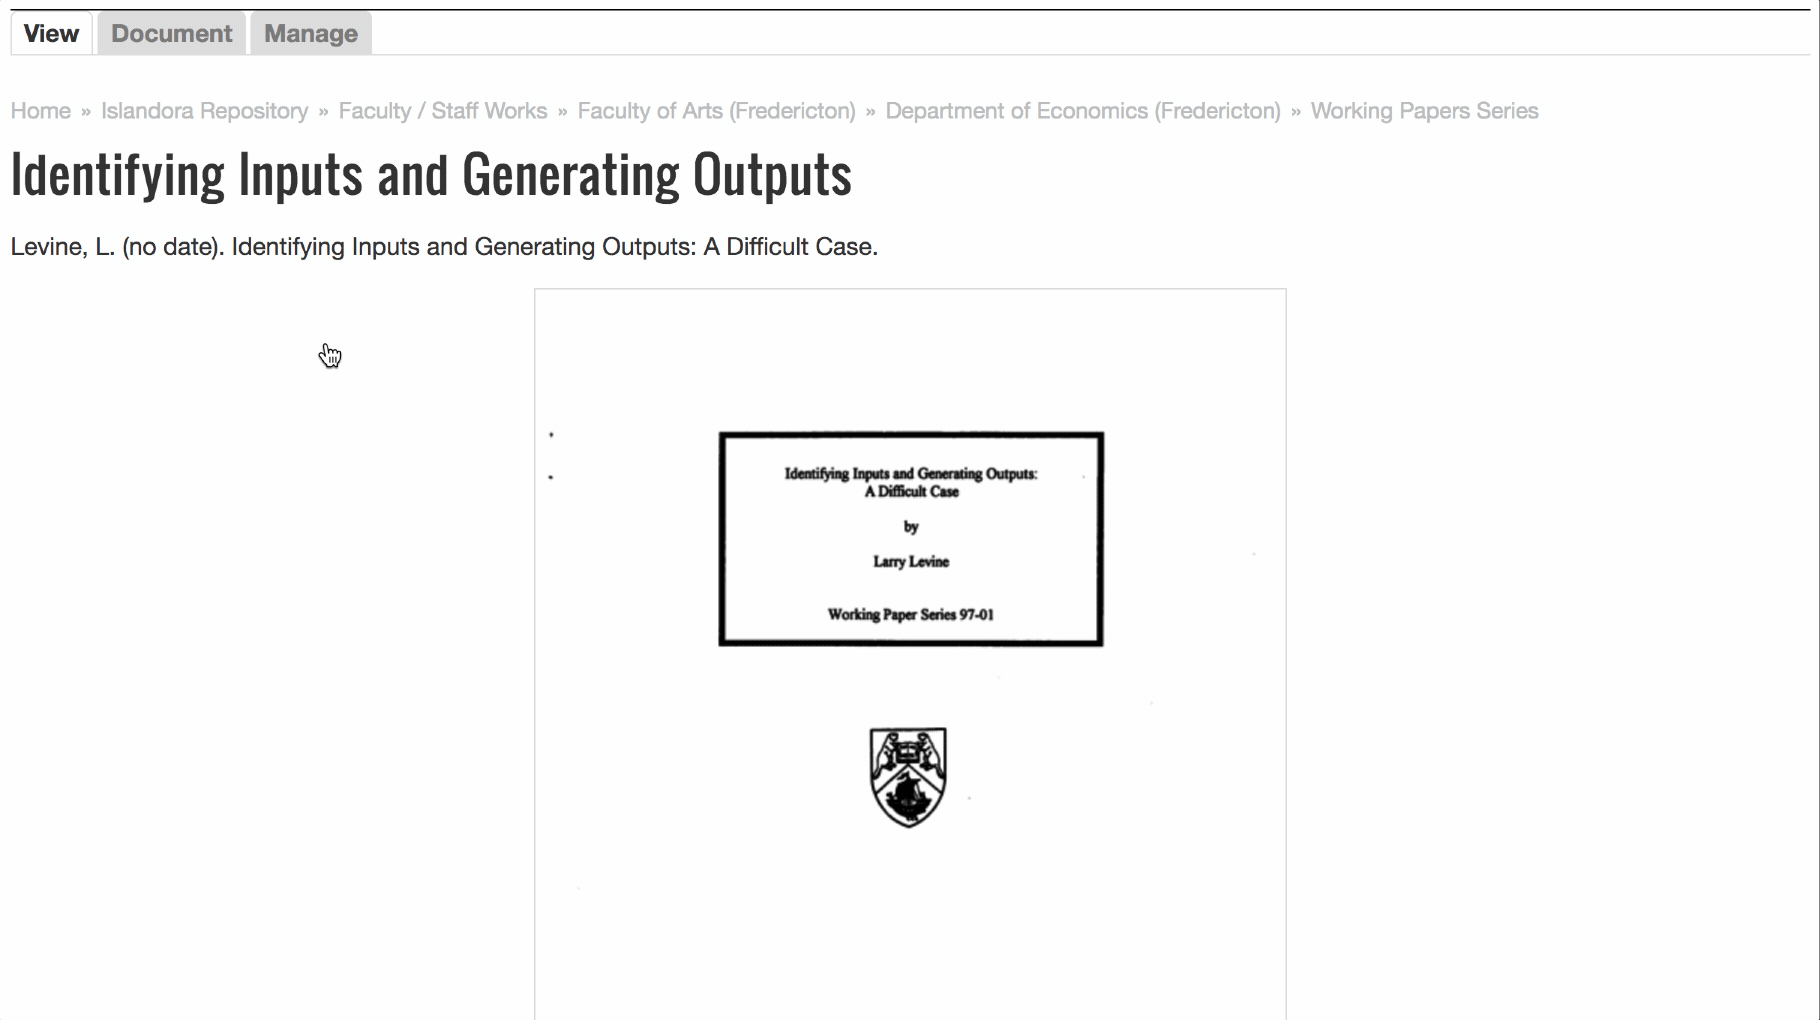 View Document Manage
Home » Islandora Repository » Faculty / Staff Works » Faculty of Arts (Fredericton) » Department of Economics (Fredericton) » Working Papers Series
Identifying Inputs and Generating Outputs
Levine, L. (no date). Identifying Inputs and Generating Outputs: A Difficult Case.
Identifying Inputs and Generating Outputs:
A Difficult Case
by
Larry Levine
Working Paper Series 97-01